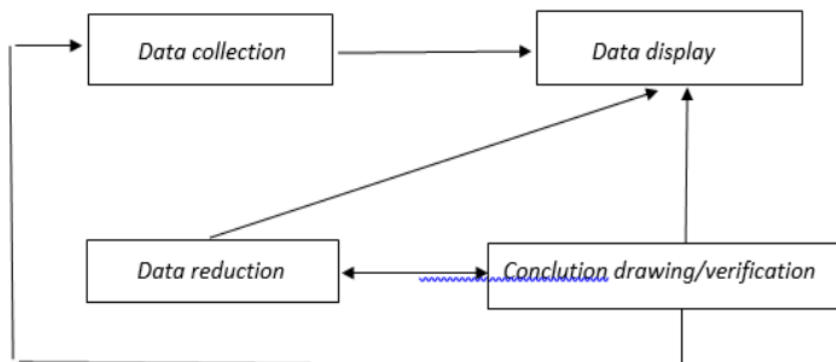 Data collection
Data display
Data reduction
Conclution drawing/verification